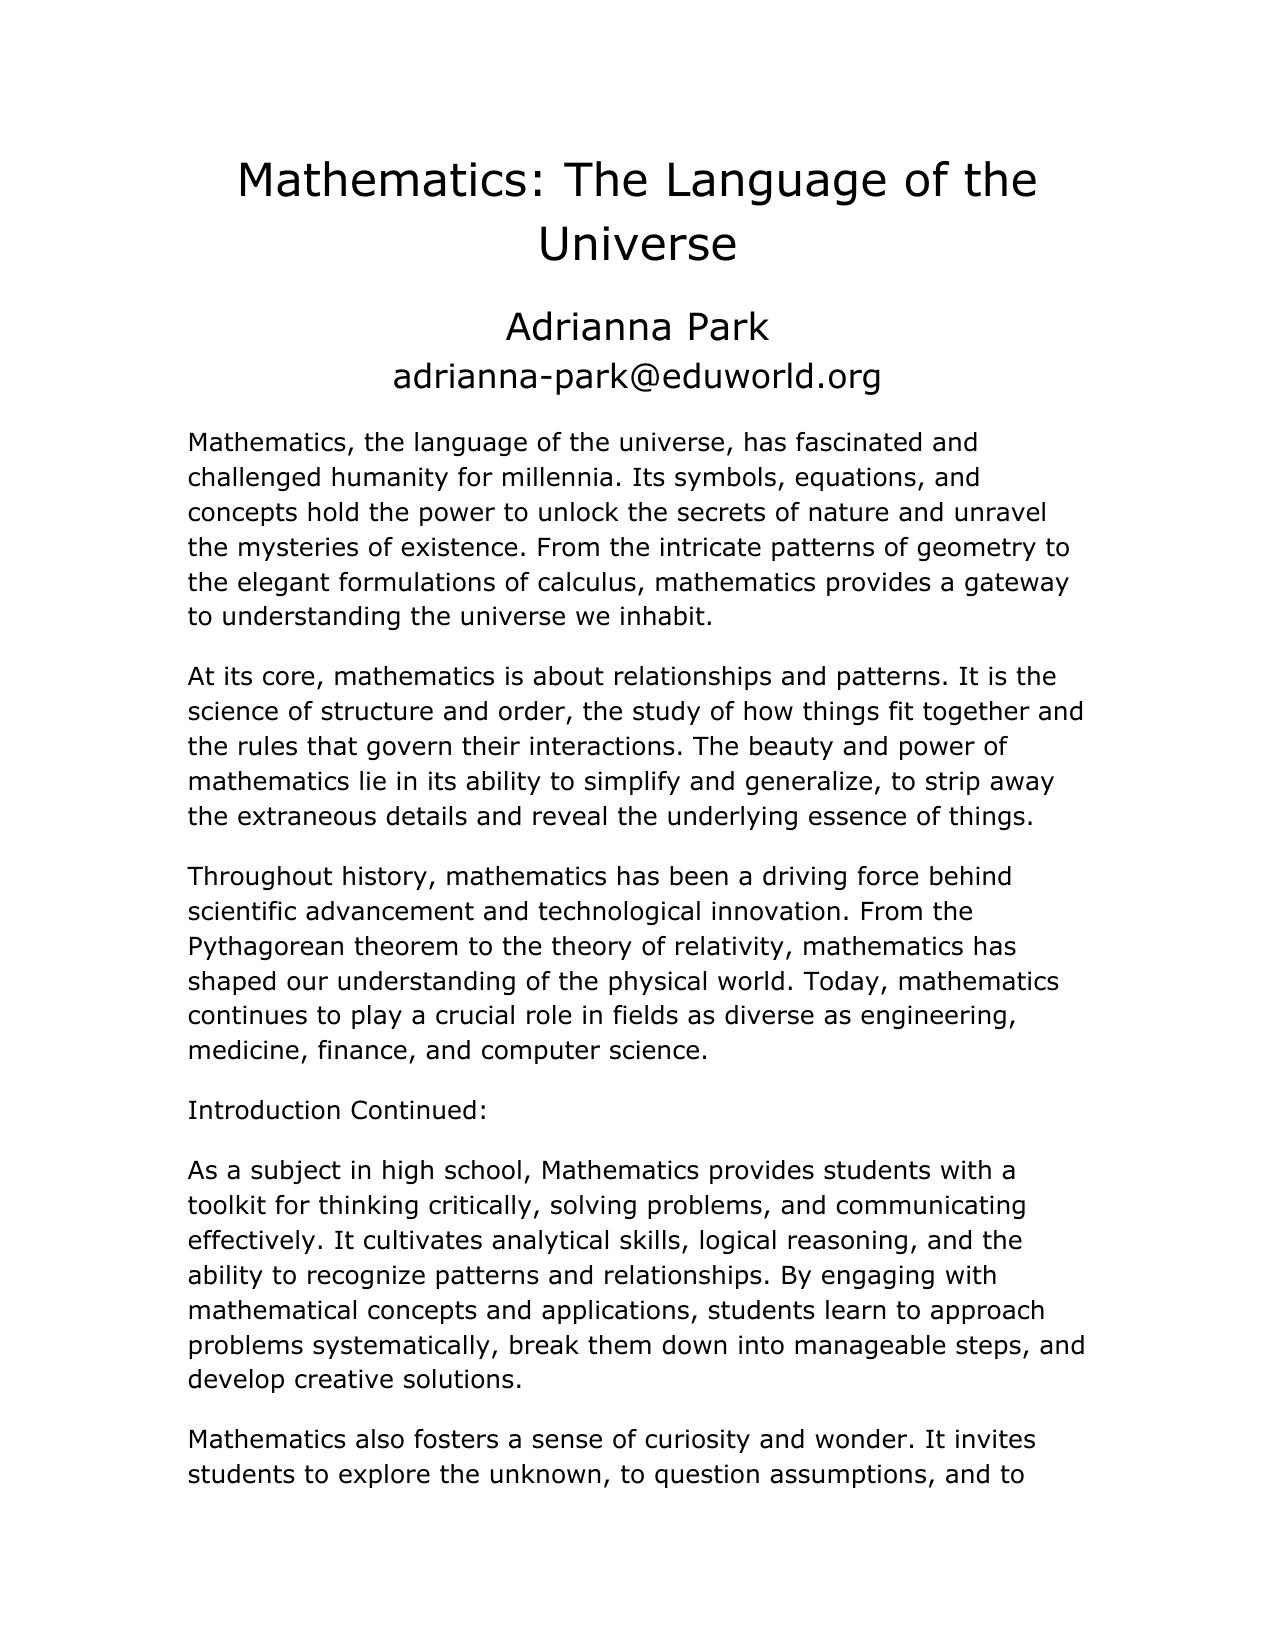 Mathematics: The Language of the
Universe
Adrianna Park
adrianna-park@eduworld.org
Mathematics, the language of the universe, has fascinated and
challenged humanity for millennia. Its symbols, equations, and
concepts hold the power to unlock the secrets of nature and unravel
the mysteries of existence. From the intricate patterns of geometry to
the elegant formulations of calculus, mathematics provides a gateway
to understanding the universe we inhabit.
At its core, mathematics is about relationships and patterns. It is the
science of structure and order, the study of how things fit together and
the rules that govern their interactions. The beauty and power of
mathematics lie in its ability to simplify and generalize, to strip away
the extraneous details and reveal the underlying essence of things.
Throughout history, mathematics has been a driving force behind
scientific advancement and technological innovation. From the
Pythagorean theorem to the theory of relativity, mathematics has
shaped our understanding of the physical world. Today, mathematics
continues to play a crucial role in fields as diverse as engineering,
medicine, finance, and computer science.
Introduction Continued:
As a subject in high school, Mathematics provides students with a
toolkit for thinking critically, solving problems, and communicating
effectively. It cultivates analytical skills, logical reasoning, and the
ability to recognize patterns and relationships. By engaging with
mathematical concepts and applications, students learn to approach
problems systematically, break them down into manageable steps, and
develop creative solutions.
Mathematics also fosters a sense of curiosity and wonder. It invites
students to explore the unknown, to question assumptions, and to